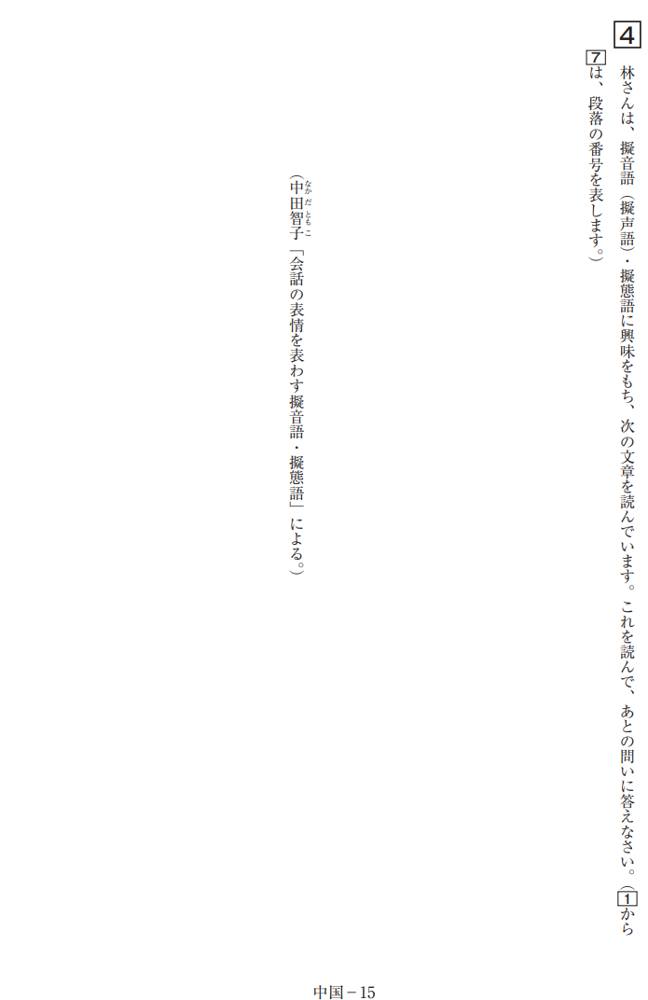 4
林さんは、擬音語（擬声語）・擬態語に興味をもち、次の文章を読んでいます。これを読んで、あとの問いに答えなさい。（1から
7は、段落の番号を表します。）
（中田智子「会話の表情を表わす擬音語・擬態語」による。）
なかだともこ
中国－15